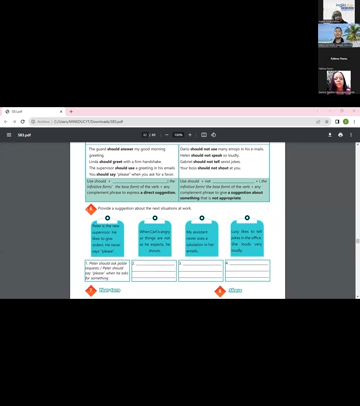 SB3.pdf
SB3.pdf
The guard should answer my good morning
greeting.
Linda should greet with a firm handshake.
The supervisor should use a greeting in his emails.
You should say "please" when you ask for a favor.
Dario should not use many emojis in his e-mails.
Helen should not speak so loudly.
Gabriel should not tell sexist jokes.
Your boss should not shout at you.
Use should + / the
infinitive form/ the base form of the verb + any
complement phrase to express a direct suggestion.
Use should + not + / the
infinitive form/ the base form of the verb + any
complement phrase to give a suggestion about
something that is not appropriate.
Provide a suggestion about the next situations at work.
Peter is the new
supervisor. He
likes to give
orders. He never
says "please"
When Carl's angry
or things are not
as he expects, he
shouts.
My assistant
never uses a
salutation in her
emails.
Lucy likes to tell
jokes in the office.
She talks very
loudly.
1. Peter should ask polite
requests / Peter should
say "please" when he asks
for something
2.
3.
4.
Your turn
Share